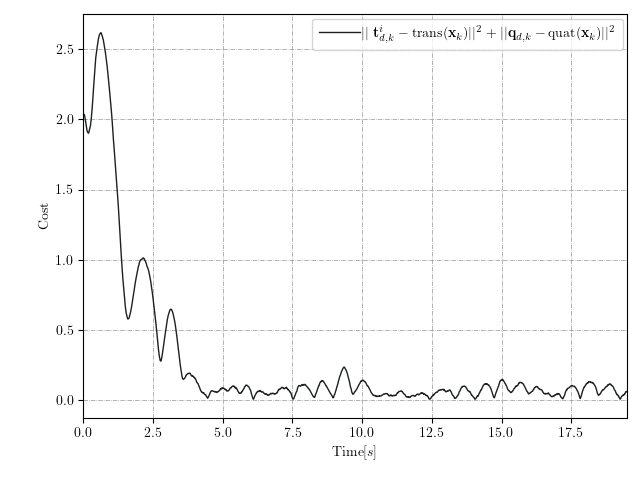 || t^i_{d,k} − trans(x_k)||^2 + ||q_{d,k} − quat(x_k)||^2
2.5
2.0
1.5
1.0
0.5
0.0
Cost
0.0 2.5 5.0 7.5 10.0 12.5 15.0 17.5
Time[s]